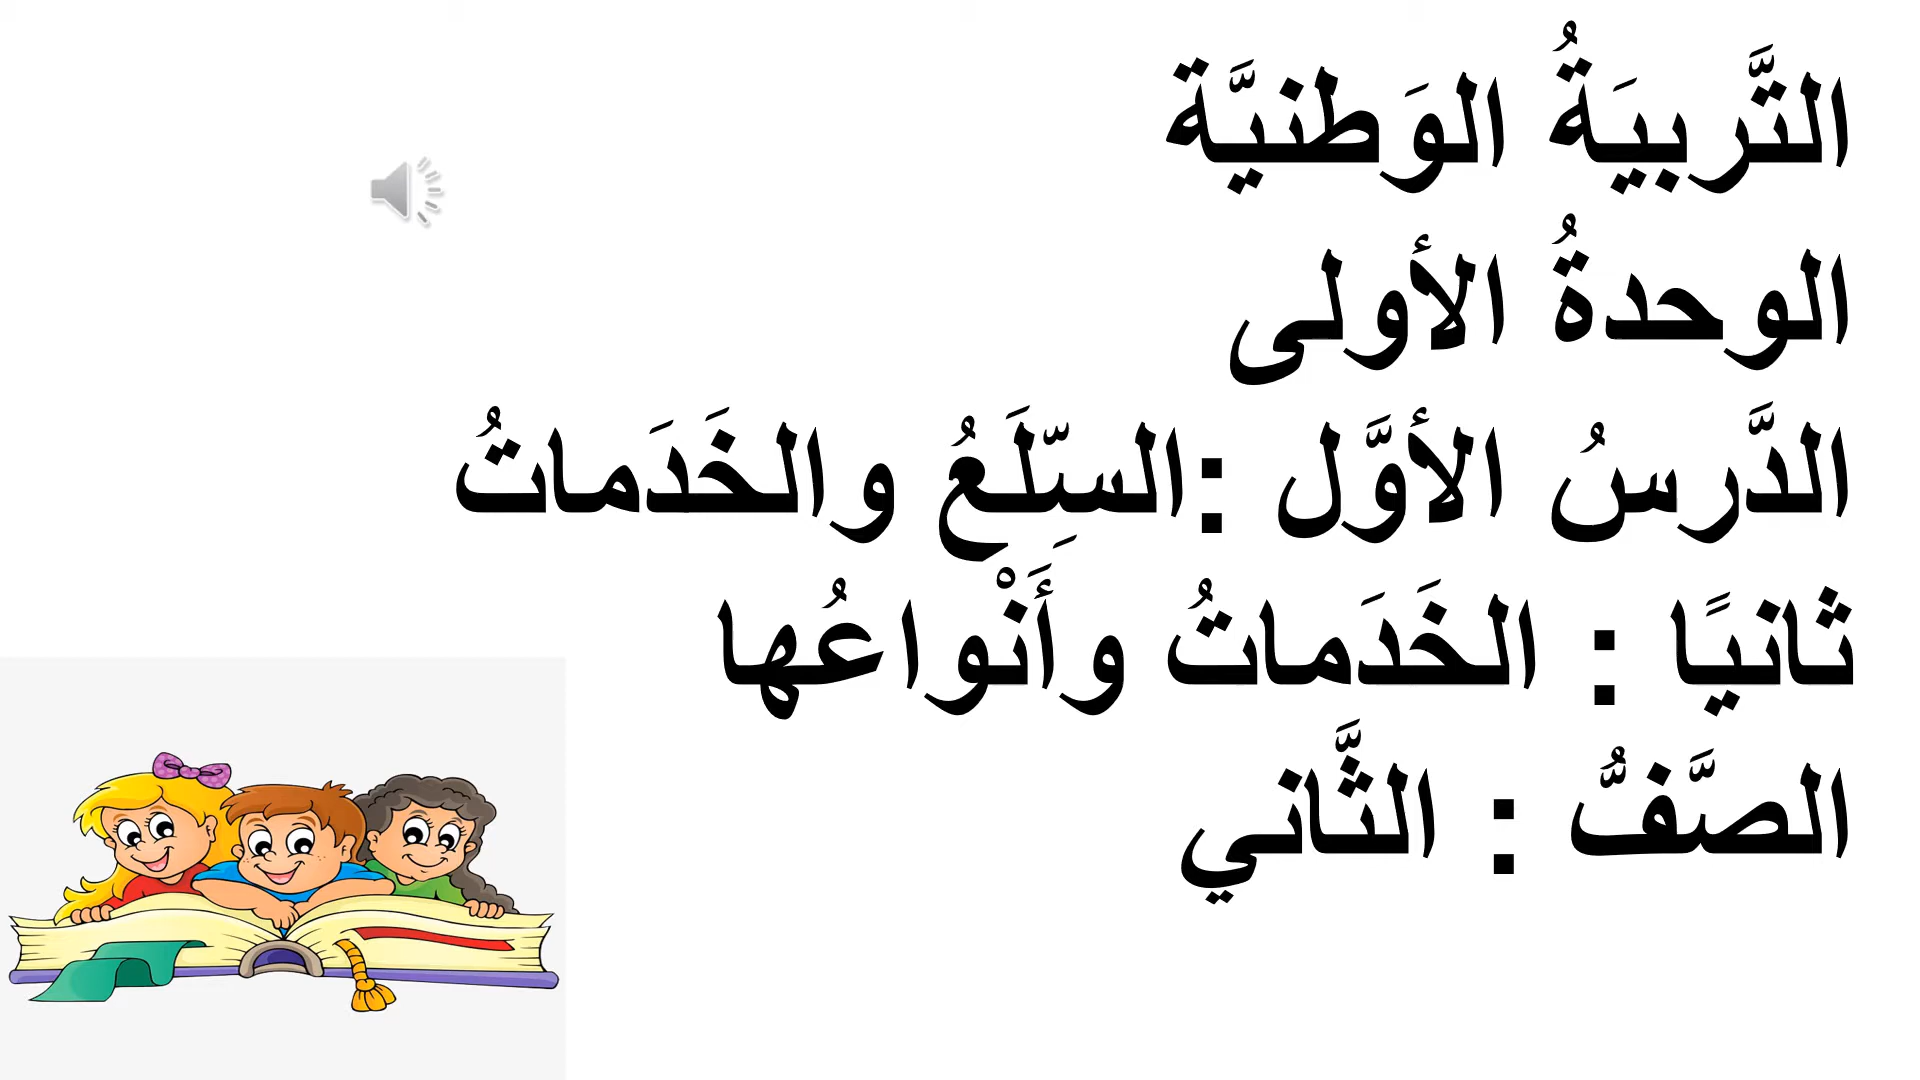 التَّربيَةُ الوَطنيَّة
الوحدةُ الأولى
الدَّرسُ الأوَّل :السِّلَعُ والخَدَماتُ
ثانيًا : الخَدَماتُ وأَنْواعُها
الصَّفُّ : الثَّاني